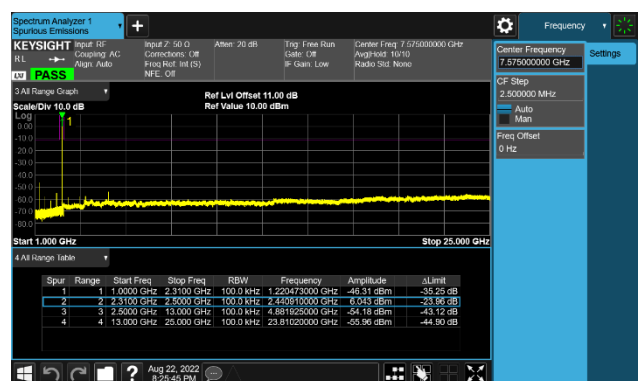 Spectrum Analyzer 1
Spurious Emissions
Frequency
KEYSIGHT Input: RF Input Z: 50 Ω Atten: 20 dB Trig: Free Run Center Freq: 7.575000000 GHz
RL Coupling: AC Corrections: Off Gate: Off Avg|Hold: 10/10
Align: Auto Freq Ref: Int (S) IF Gain: Low Radio Std: None
LXI PASS NFE: Off
Center Frequency
7.575000000 GHz
Settings
CF Step
2.500000 MHz
Auto
Man
Freq Offset
0 Hz
3 All Range Graph
Ref Lvl Offset 11.00 dB
Scale/Div 10.0 dB Ref Value 10.00 dBm
Log
1
0.00
-10.0
-20.0
-30.0
-40.0
-50.0
-60.0
-70.0
-80.0
Start 1.000 GHz Stop 25.000 GHz
4 All Range Table
Spur Range Start Freq Stop Freq RBW Frequency Amplitude ΔLimit
1 1 1.0000 GHz 2.3100 GHz 100.0 kHz 1.220473000 GHz -46.31 dBm -35.25 dB
2 2 2.3100 GHz 2.5000 GHz 100.0 kHz 2.440910000 GHz 6.043 dBm -23.96 dB
3 3 2.5000 GHz 13.000 GHz 100.0 kHz 4.881925000 GHz -54.18 dBm -43.12 dB
4 4 13.000 GHz 25.000 GHz 100.0 kHz 23.81020000 GHz -55.96 dBm -44.90 dB
Aug 22, 2022
8:25:45 PM